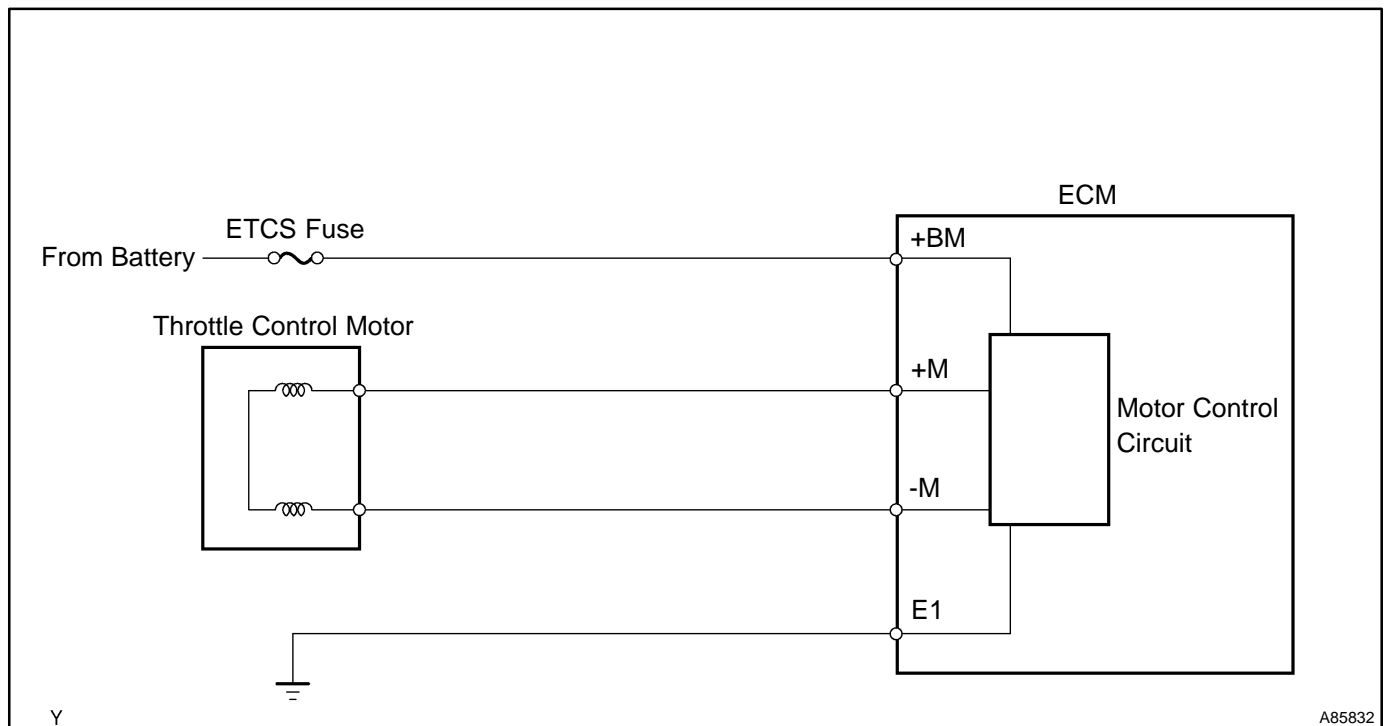 ECM
ETCS Fuse
+BM
From Battery
Throttle Control Motor
+M
Motor Control
Circuit
-M
E1
Y
A85832